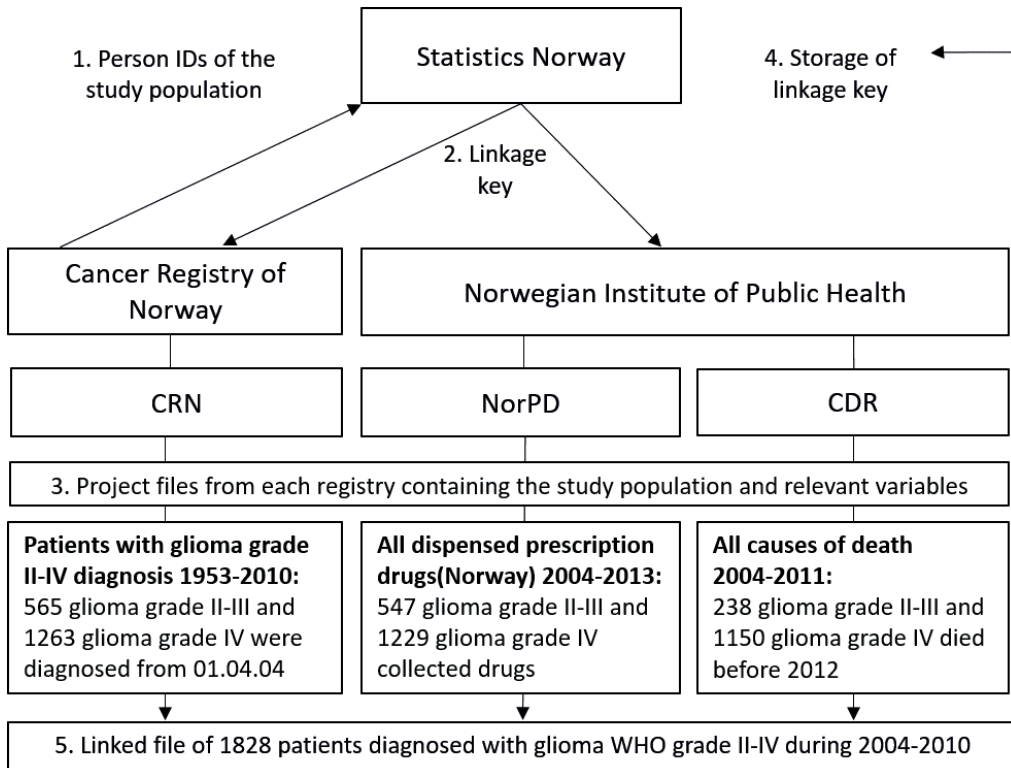 1. Person IDs of the
study population
Statistics Norway
4. Storage of
linkage key
2. Linkage
key
Cancer Registry of
Norway
Norwegian Institute of Public Health
CRN
NorPD
CDR
3. Project files from each registry containing the study population and relevant variables
Patients with glioma grade
II-IV diagnosis 1953-2010:
565 glioma grade II-III and
1263 glioma grade IV were
diagnosed from 01.04.04
All dispensed prescription
drugs(Norway) 2004-2013:
547 glioma grade II-III and
1229 glioma grade IV
collected drugs
All causes of death
2004-2011:
238 glioma grade II-III and
1150 glioma grade IV died
before 2012
5. Linked file of 1828 patients diagnosed with glioma WHO grade II-IV during 2004-2010